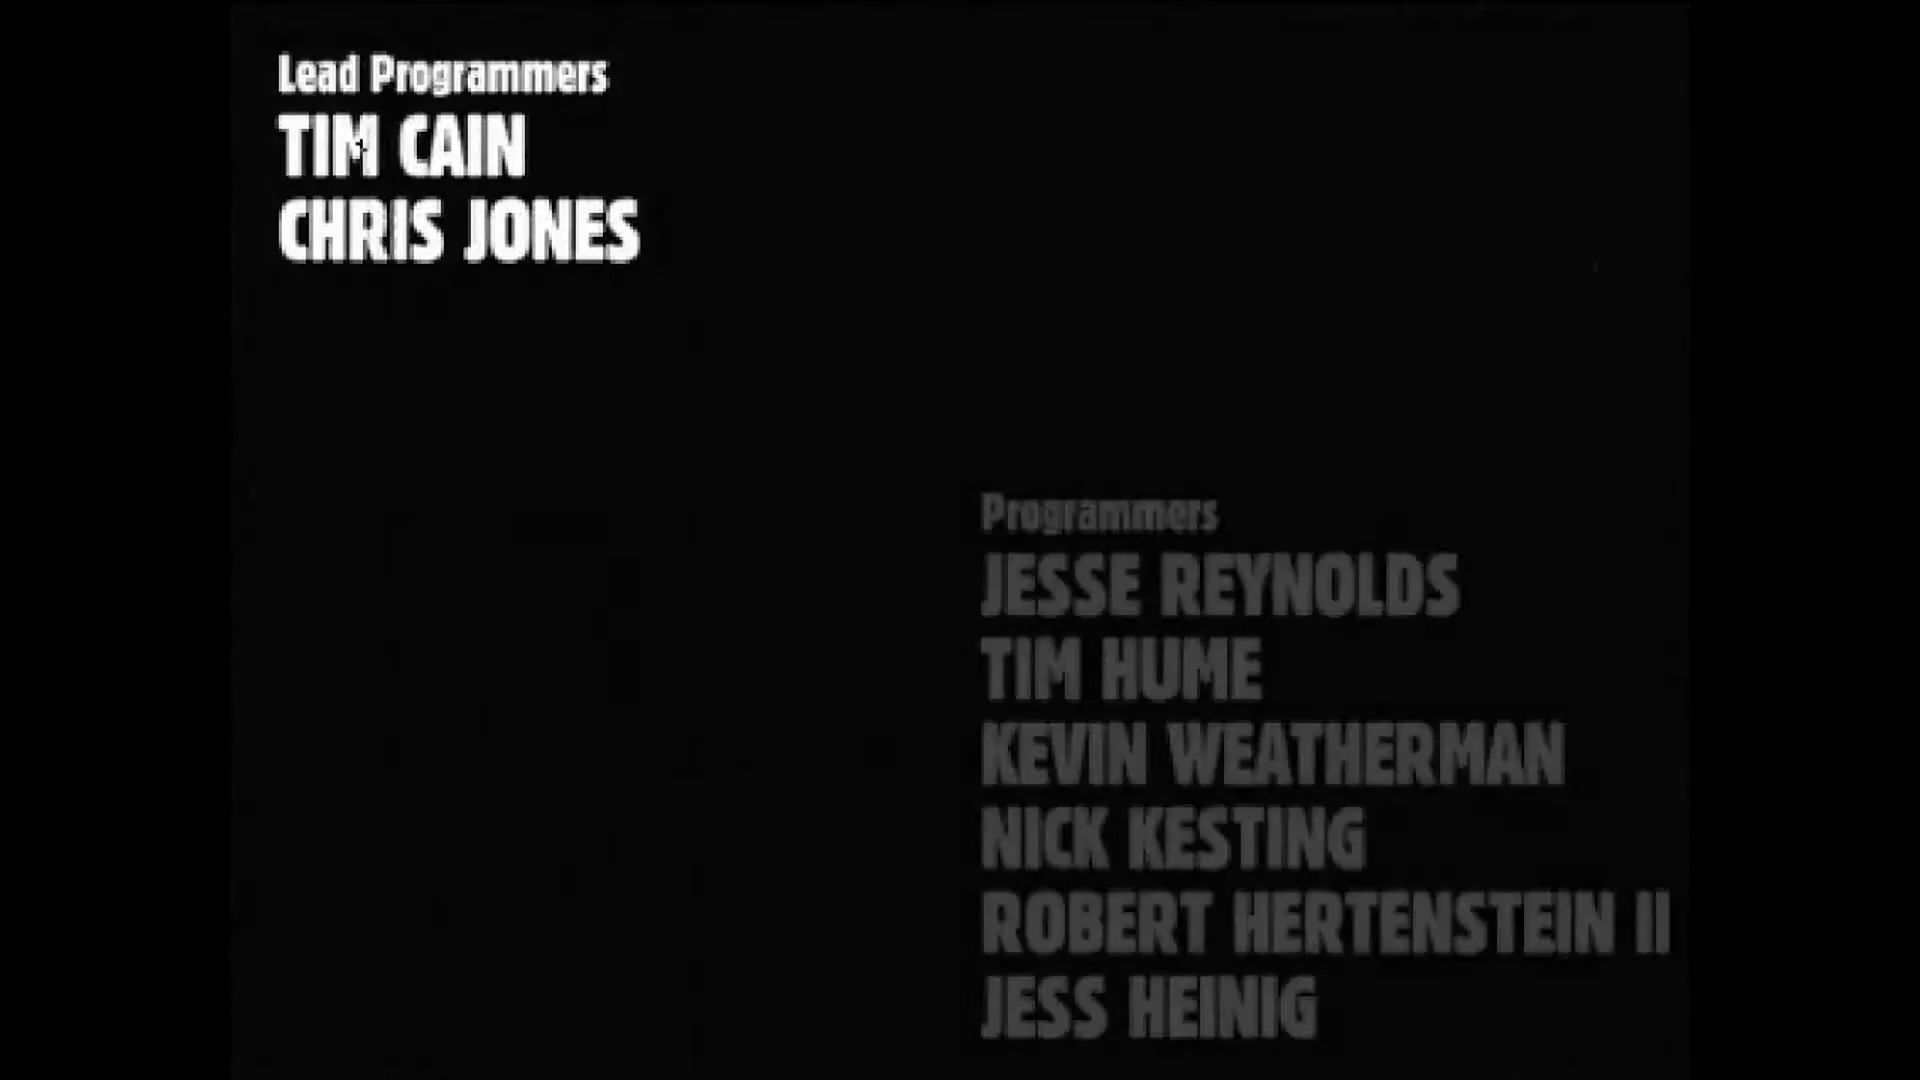 Lead Programmers
TIM CAIN
CHRIS JONES
Programmers
JESSE REYNOLDS
TIM HUME
KEVIN WEATHERMAN
NICK KESTING
ROBERT HERTENSTEIN II
JESS HEINIG